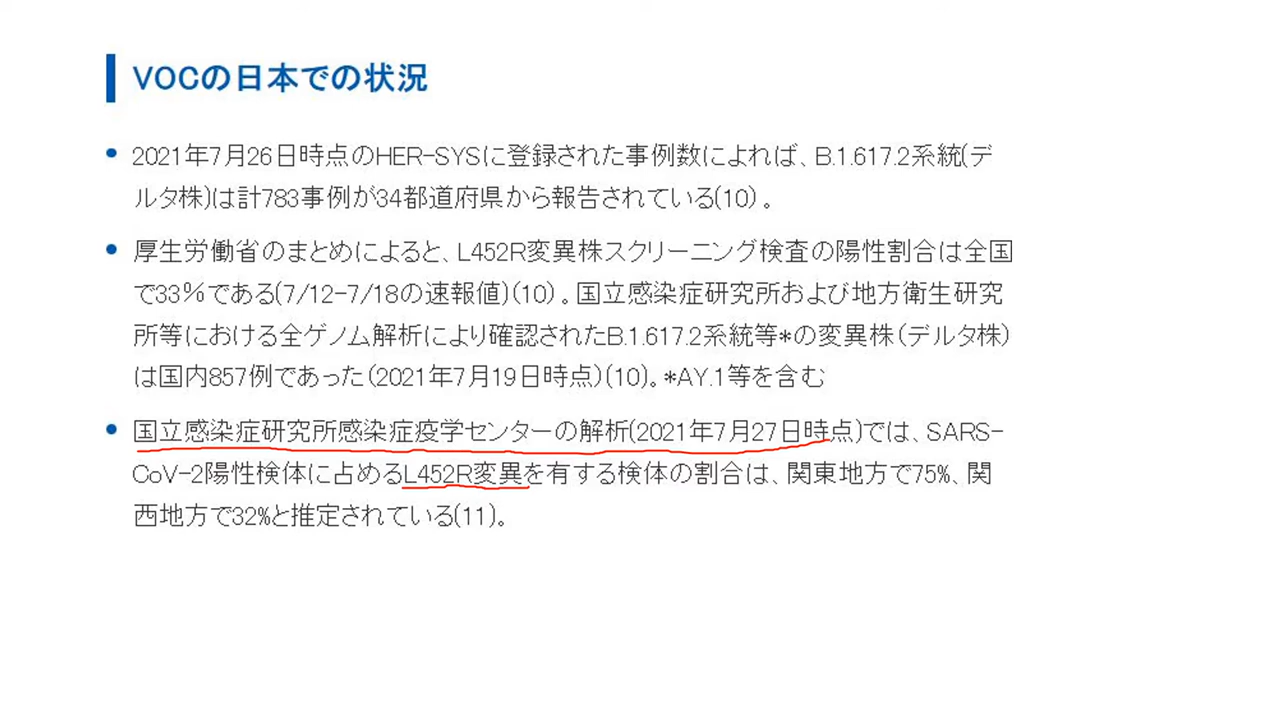 VOCの日本での状況
• 2021年7月26日時点のHER-SYSに登録された事例数によれば、B.1.617.2系統(デ
ルタ株)は計783事例が34都道府県から報告されている(10)。
• 厚生労働省のまとめによると、L452R変異株スクリーニング検査の陽性割合は全国
で33%である(7/12-7/18の速報値)(10)。国立感染症研究所および地方衛生研究
所等における全ゲノム解析により確認されたB.1.617.2系統等*の変異株(デルタ株)
は国内857例であった(2021年7月19日時点)(10)。*AY.1等を含む
• 国立感染症研究所感染症疫学センターの解析(2021年7月27日時点)では、SARS-
CoV-2陽性検体に占めるL452R変異を有する検体の割合は、関東地方で75%、関
西地方で32%と推定されている(11)。